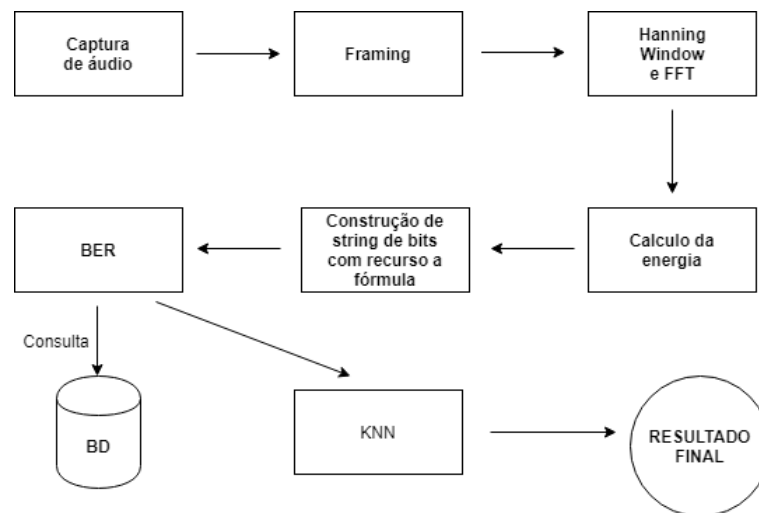 Captura
de áudio
Framing
Hanning
Window
e FFT
BER
Construção de
string de bits
com recurso a
fórmula
Calculo da
energia
Consulta
BD
KNN
RESULTADO
FINAL